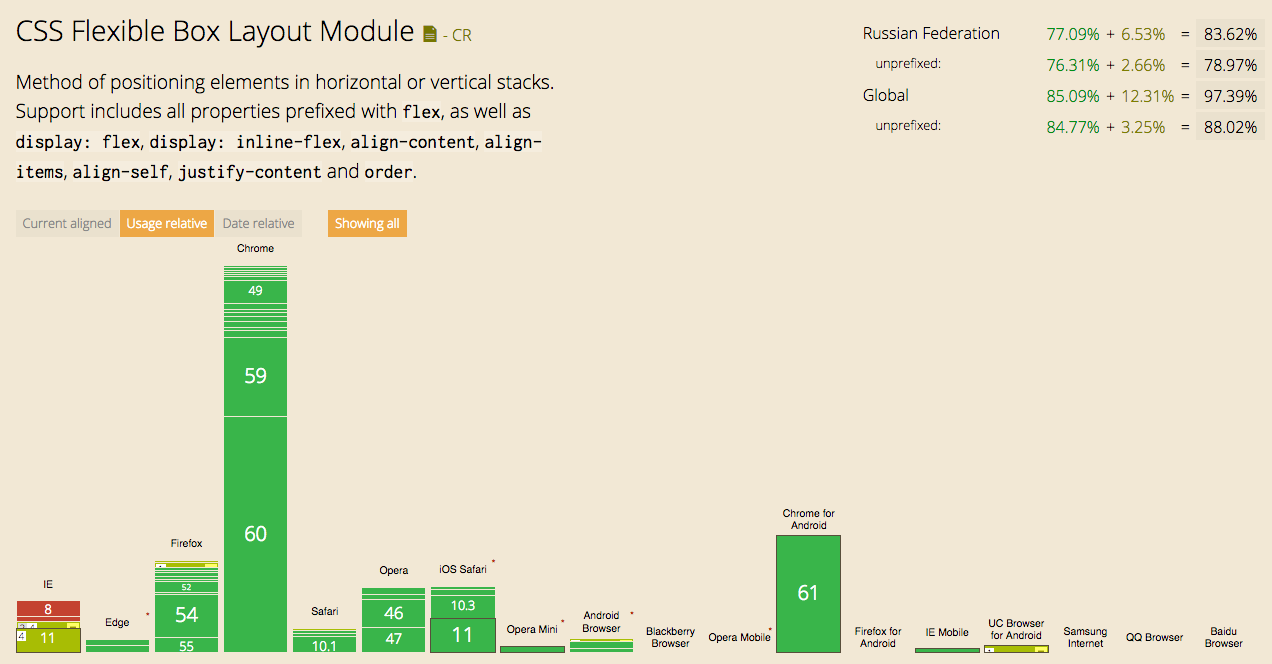 CSS Flexible Box Layout Module - CR
Method of positioning elements in horizontal or vertical stacks.
Support includes all properties prefixed with flex, as well as
display: flex, display: inline-flex, align-content, align-
items, align-self, justify-content and order.
Russian Federation 77.09% + 6.53% = 83.62%
unprefixed: 76.31% + 2.66% = 78.97%
Global 85.09% + 12.31% = 97.39%
unprefixed: 84.77% + 3.25% = 88.02%
Current aligned Usage relative Date relative Showing all
IE
8
4
11
Edge *
Firefox
52
54
55
Chrome
49
59
60
Safari
10.1
Opera
46
47
iOS Safari *
10.3
11
Opera Mini *
Android *
Browser
Blackberry
Browser
Opera Mobile *
Chrome for
Android
61
Firefox for
Android
IE Mobile
UC Browser
for Android
Samsung
Internet
QQ Browser
Baidu
Browser